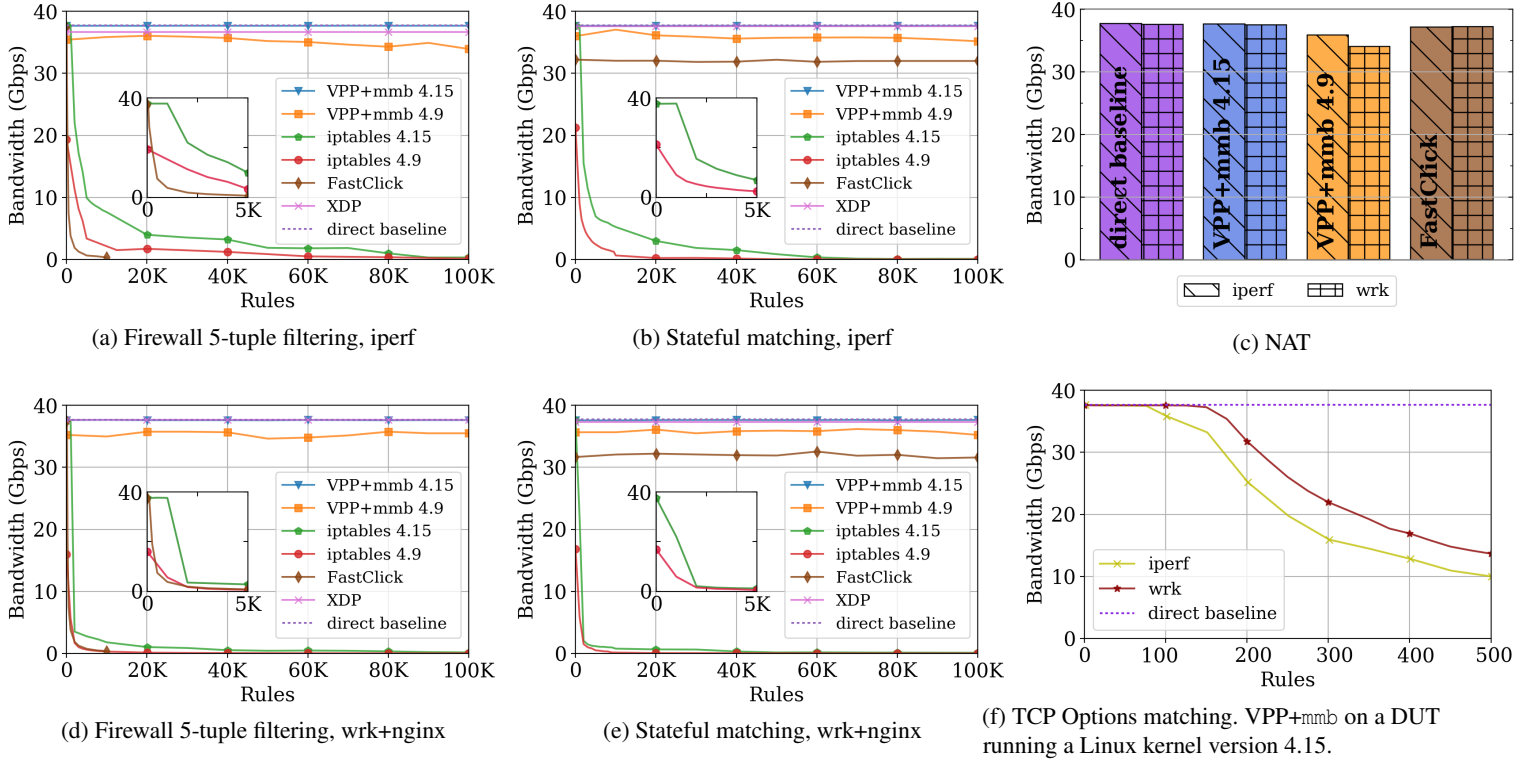 40
30
20
10
0
Bandwidth (Gbps)
VPP+mmb 4.15
VPP+mmb 4.9
iptables 4.15
iptables 4.9
FastClick
XDP
direct baseline
40
0
0 5K
0 20K 40K 60K 80K 100K
Rules
(a) Firewall 5-tuple filtering, iperf
40
30
20
10
0
Bandwidth (Gbps)
VPP+mmb 4.15
VPP+mmb 4.9
iptables 4.15
iptables 4.9
FastClick
XDP
direct baseline
40
0
0 5K
0 20K 40K 60K 80K 100K
Rules
(b) Stateful matching, iperf
40
30
20
10
0
Bandwidth (Gbps)
direct baseline
VPP+mmb 4.15
VPP+mmb 4.9
FastClick
iperf wrk
(c) NAT
40
30
20
10
0
Bandwidth (Gbps)
VPP+mmb 4.15
VPP+mmb 4.9
iptables 4.15
iptables 4.9
FastClick
XDP
direct baseline
40
0
0 5K
0 20K 40K 60K 80K 100K
Rules
(d) Firewall 5-tuple filtering, wrk+nginx
40
30
20
10
0
Bandwidth (Gbps)
VPP+mmb 4.15
VPP+mmb 4.9
iptables 4.15
iptables 4.9
FastClick
XDP
direct baseline
40
0
0 5K
0 20K 40K 60K 80K 100K
Rules
(e) Stateful matching, wrk+nginx
40
30
20
10
0
Bandwidth (Gbps)
iperf
wrk
direct baseline
0 100 200 300 400 500
Rules
(f) TCP Options matching. VPP+mmb on a DUT
running a Linux kernel version 4.15.